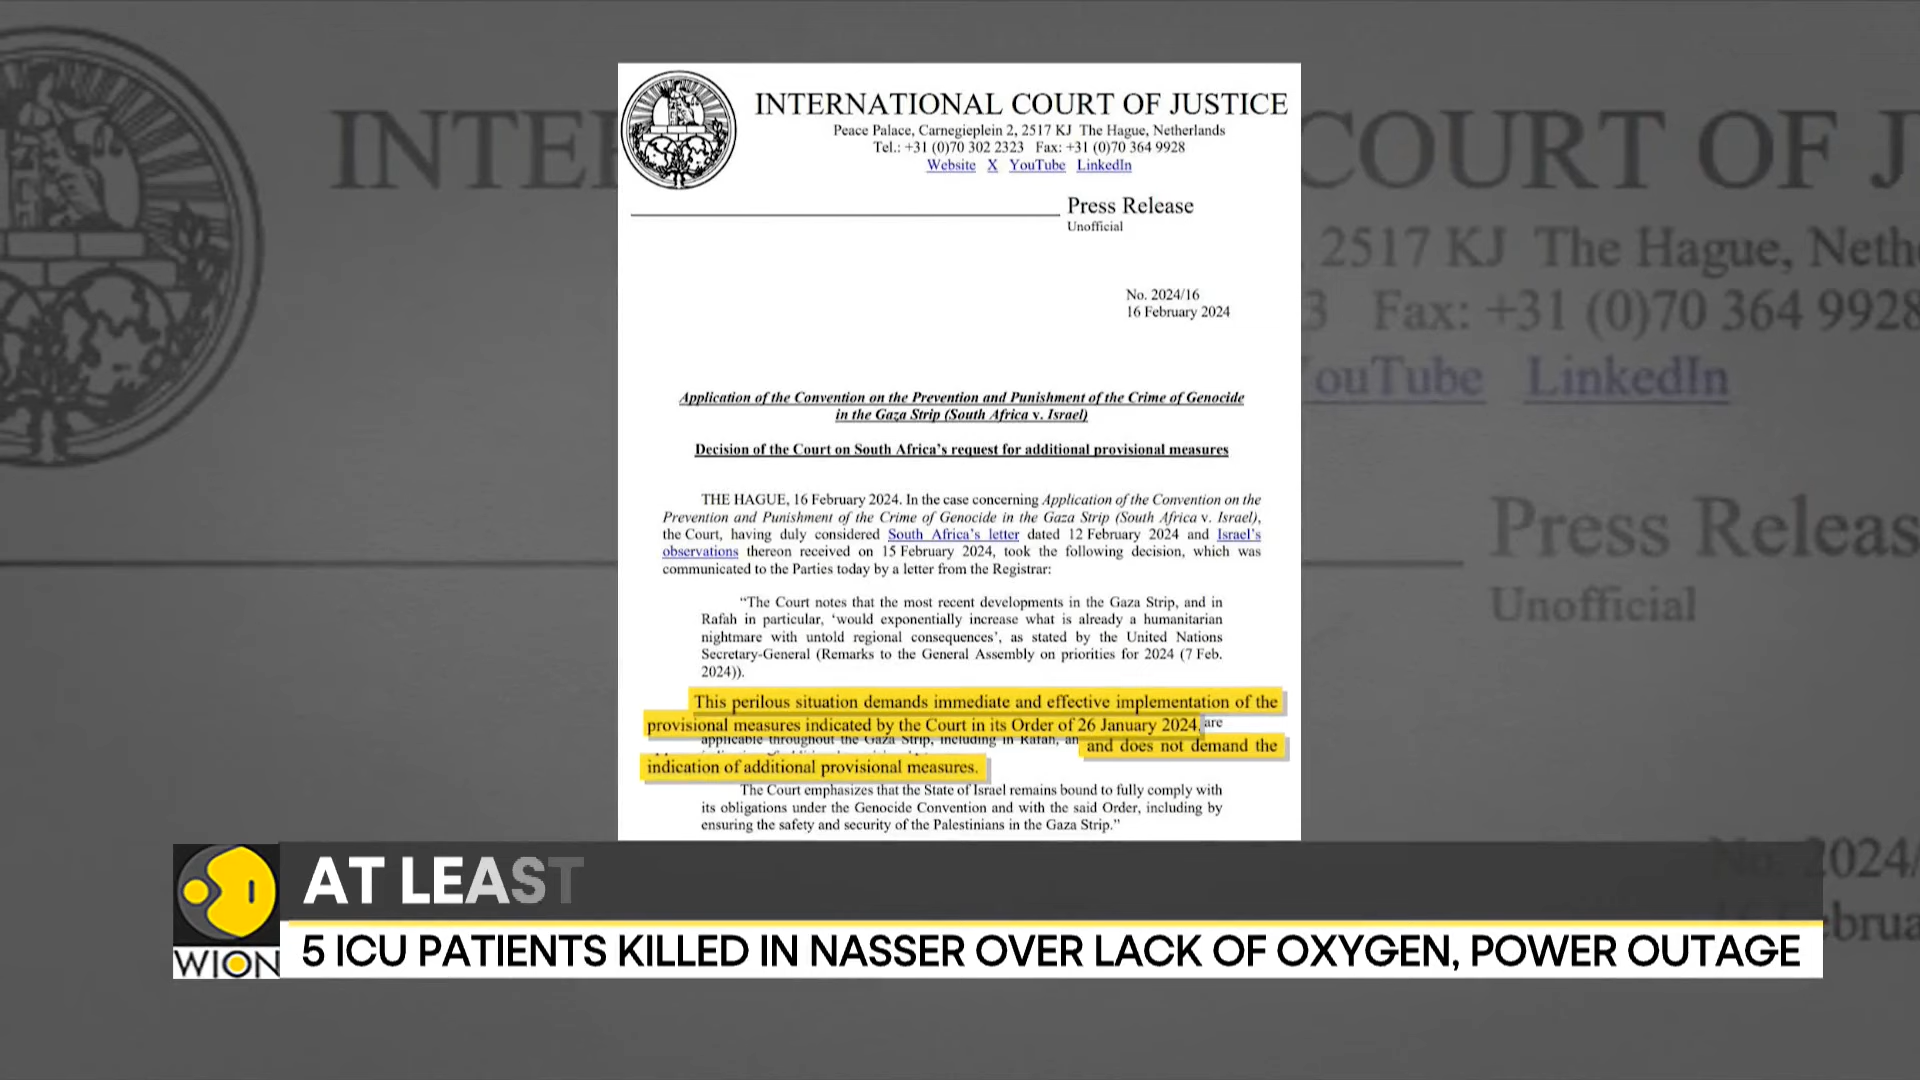 INTERNATIONAL COURT OF JUSTICE
Peace Palace, Carnegieplein 2, 2517 KJ The Hague, Netherlands
Tel.: +31 (0)70 302 2323 Fax: +31 (0)70 364 9928
Website X YouTube LinkedIn
Press Release
Unofficial
No. 2024/16
16 February 2024
Application of the Convention on the Prevention and Punishment of the Crime of Genocide
in the Gaza Strip (South Africa v. Israel)
Decision of the Court on South Africa's request for additional provisional measures
THE HAGUE, 16 February 2024. In the case concerning Application of the Convention on the
Prevention and Punishment of the Crime of Genocide in the Gaza Strip (South Africa v. Israel),
the Court, having duly considered South Africa's letter dated 12 February 2024 and Israel's
observations thereon received on 15 February 2024, took the following decision, which was
communicated to the Parties today by a letter from the Registrar:
“The Court notes that the most recent developments in the Gaza Strip, and in
Rafah in particular, ‘would exponentially increase what is already a humanitarian
nightmare with untold regional consequences’, as stated by the United Nations
Secretary-General (Remarks to the General Assembly on priorities for 2024 (7 Feb.
2024)).
This perilous situation demands immediate and effective implementation of the
provisional measures indicated by the Court in its Order of 26 January 2024, are
applicable throughout the Gaza Strip, including in Rafah, an
and does not demand the
indication of additional provisional measures.
The Court emphasizes that the State of Israel remains bound to fully comply with
its obligations under the Genocide Convention and with the said Order, including by
ensuring the safety and security of the Palestinians in the Gaza Strip.”
INTE
COURT OF J
2517 KJ The Hague, Neth
3 Fax: +31 (0)70 364 9928
ouTube LinkedIn
Press Releas
Unofficial
No. 2024/
ebrua
AT LEAST
WION
5 ICU PATIENTS KILLED IN NASSER OVER LACK OF OXYGEN, POWER OUTAGE